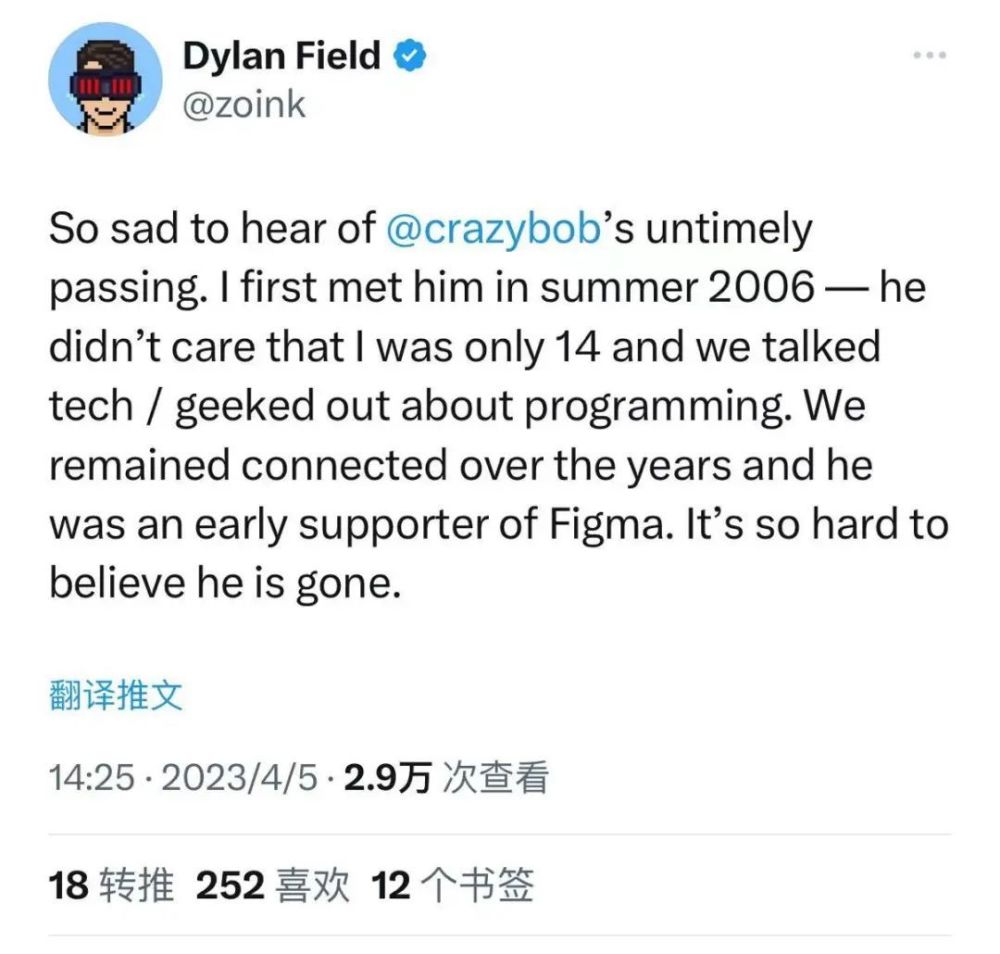 Dylan Field
@zoink
So sad to hear of @crazybob’s untimely
passing. I first met him in summer 2006 — he
didn’t care that I was only 14 and we talked
tech / geeked out about programming. We
remained connected over the years and he
was an early supporter of Figma. It’s so hard to
believe he is gone.
翻译推文
14:25 · 2023/4/5 · 2.9万 次查看
18 转推 252 喜欢 12 个书签